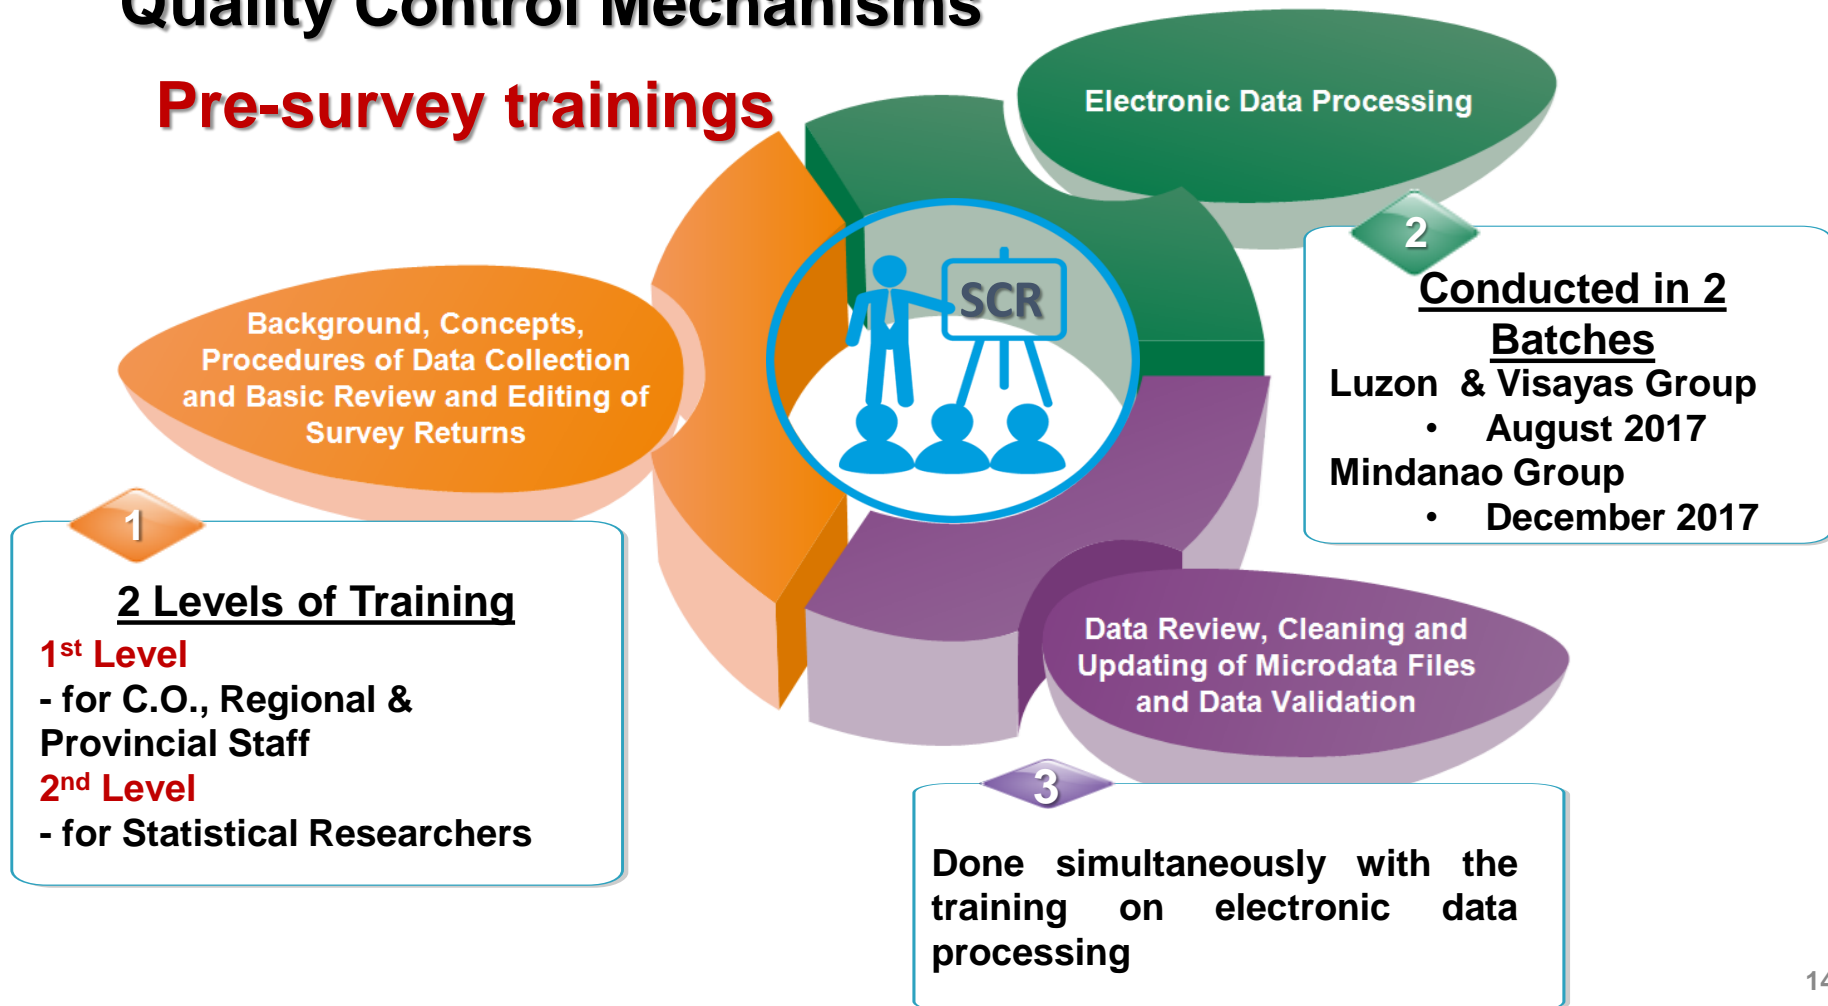 Quality Control Mechanisms
Pre-survey trainings
Electronic Data Processing
Background, Concepts,
Procedures of Data Collection
and Basic Review and Editing of
Survey Returns
SCR
2
Conducted in 2
Batches
Luzon & Visayas Group
• August 2017
Mindanao Group
• December 2017
1
2 Levels of Training
1st Level
- for C.O., Regional &
Provincial Staff
2nd Level
- for Statistical Researchers
Data Review, Cleaning and
Updating of Microdata Files
and Data Validation
3
Done simultaneously with the
training on electronic data
processing
14